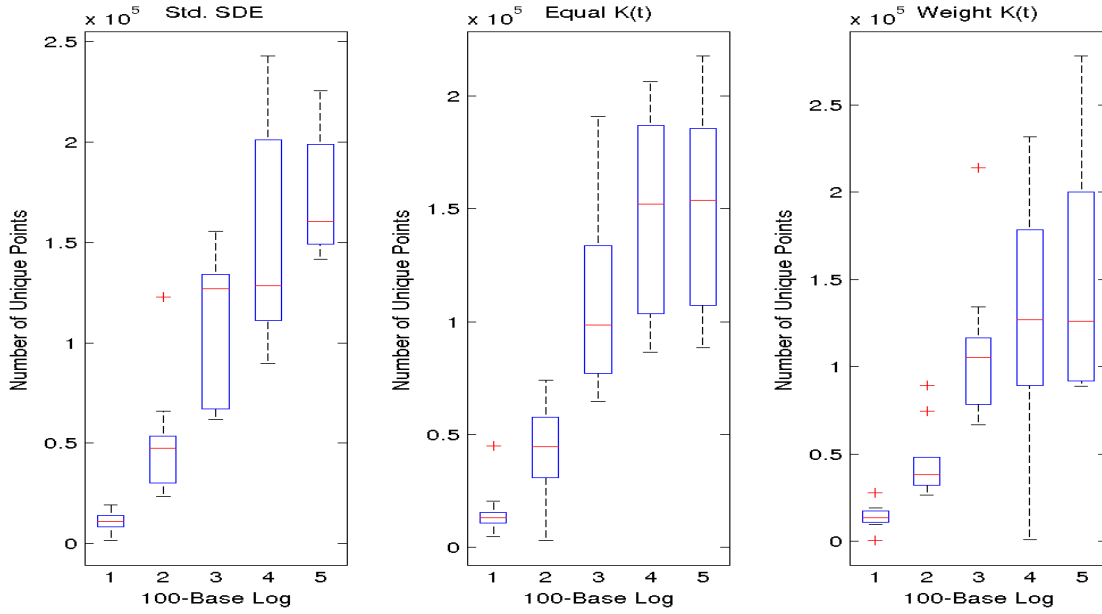 Std. SDE
× 10^5
Number of Unique Points
2.5
2
1.5
1
0.5
0
1 2 3 4 5
100-Base Log
Equal K(t)
× 10^5
Number of Unique Points
2
1.5
1
0.5
0
1 2 3 4 5
100-Base Log
Weight K(t)
× 10^5
Number of Unique Points
2.5
2
1.5
1
0.5
0
1 2 3 4 5
100-Base Log